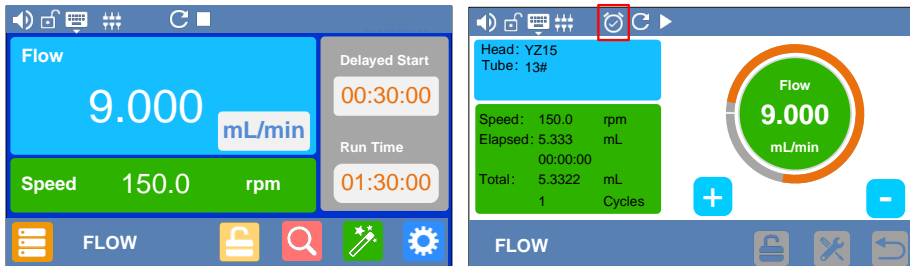 Flow
9.000
mL/min
Speed 150.0 rpm
Delayed Start
00:30:00
Run Time
01:30:00
FLOW
Head: YZ15
Tube: 13#
Speed: 150.0 rpm
Elapsed: 5.333 mL
00:00:00
Total: 5.3322 mL
1 Cycles
Flow
9.000
mL/min
+
-
FLOW